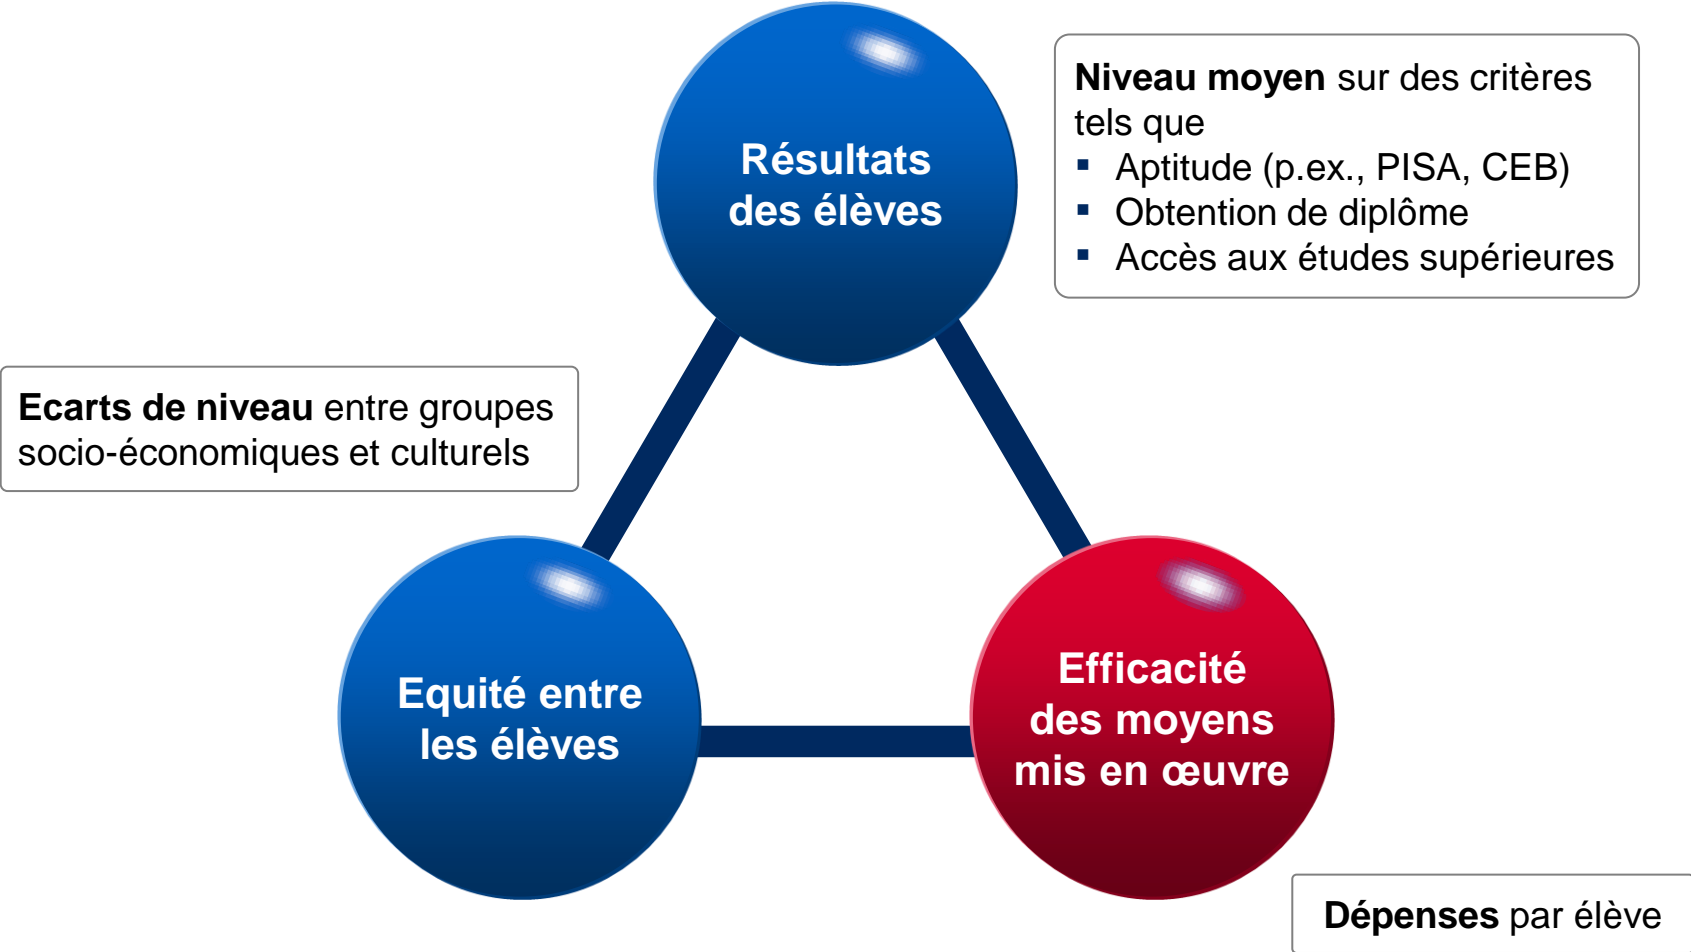 Résultats
des élèves
Niveau moyen sur des critères
tels que
▪ Aptitude (p.ex., PISA, CEB)
▪ Obtention de diplôme
▪ Accès aux études supérieures
Ecarts de niveau entre groupes
socio-économiques et culturels
Equité entre
les élèves
Efficacité
des moyens
mis en œuvre
Dépenses par élève